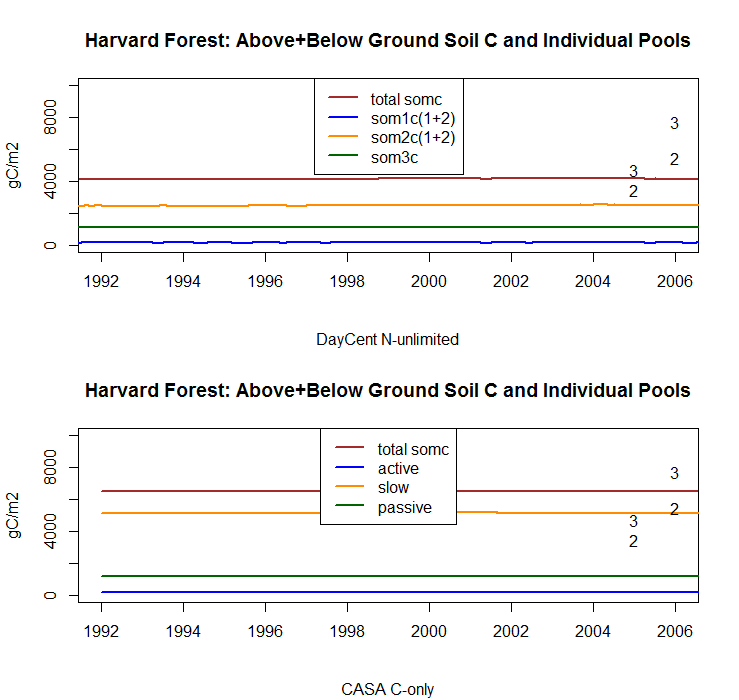 Harvard Forest: Above+Below Ground Soil C and Individual Pools
gC/m2
8000
4000
0
total somc
som1c(1+2)
som2c(1+2)
som3c
3
2
3
2
1992 1994 1996 1998 2000 2002 2004 2006
DayCent N-unlimited
Harvard Forest: Above+Below Ground Soil C and Individual Pools
gC/m2
8000
4000
0
total somc
active
slow
passive
3
2
3
2
1992 1994 1996 1998 2000 2002 2004 2006
CASA C-only